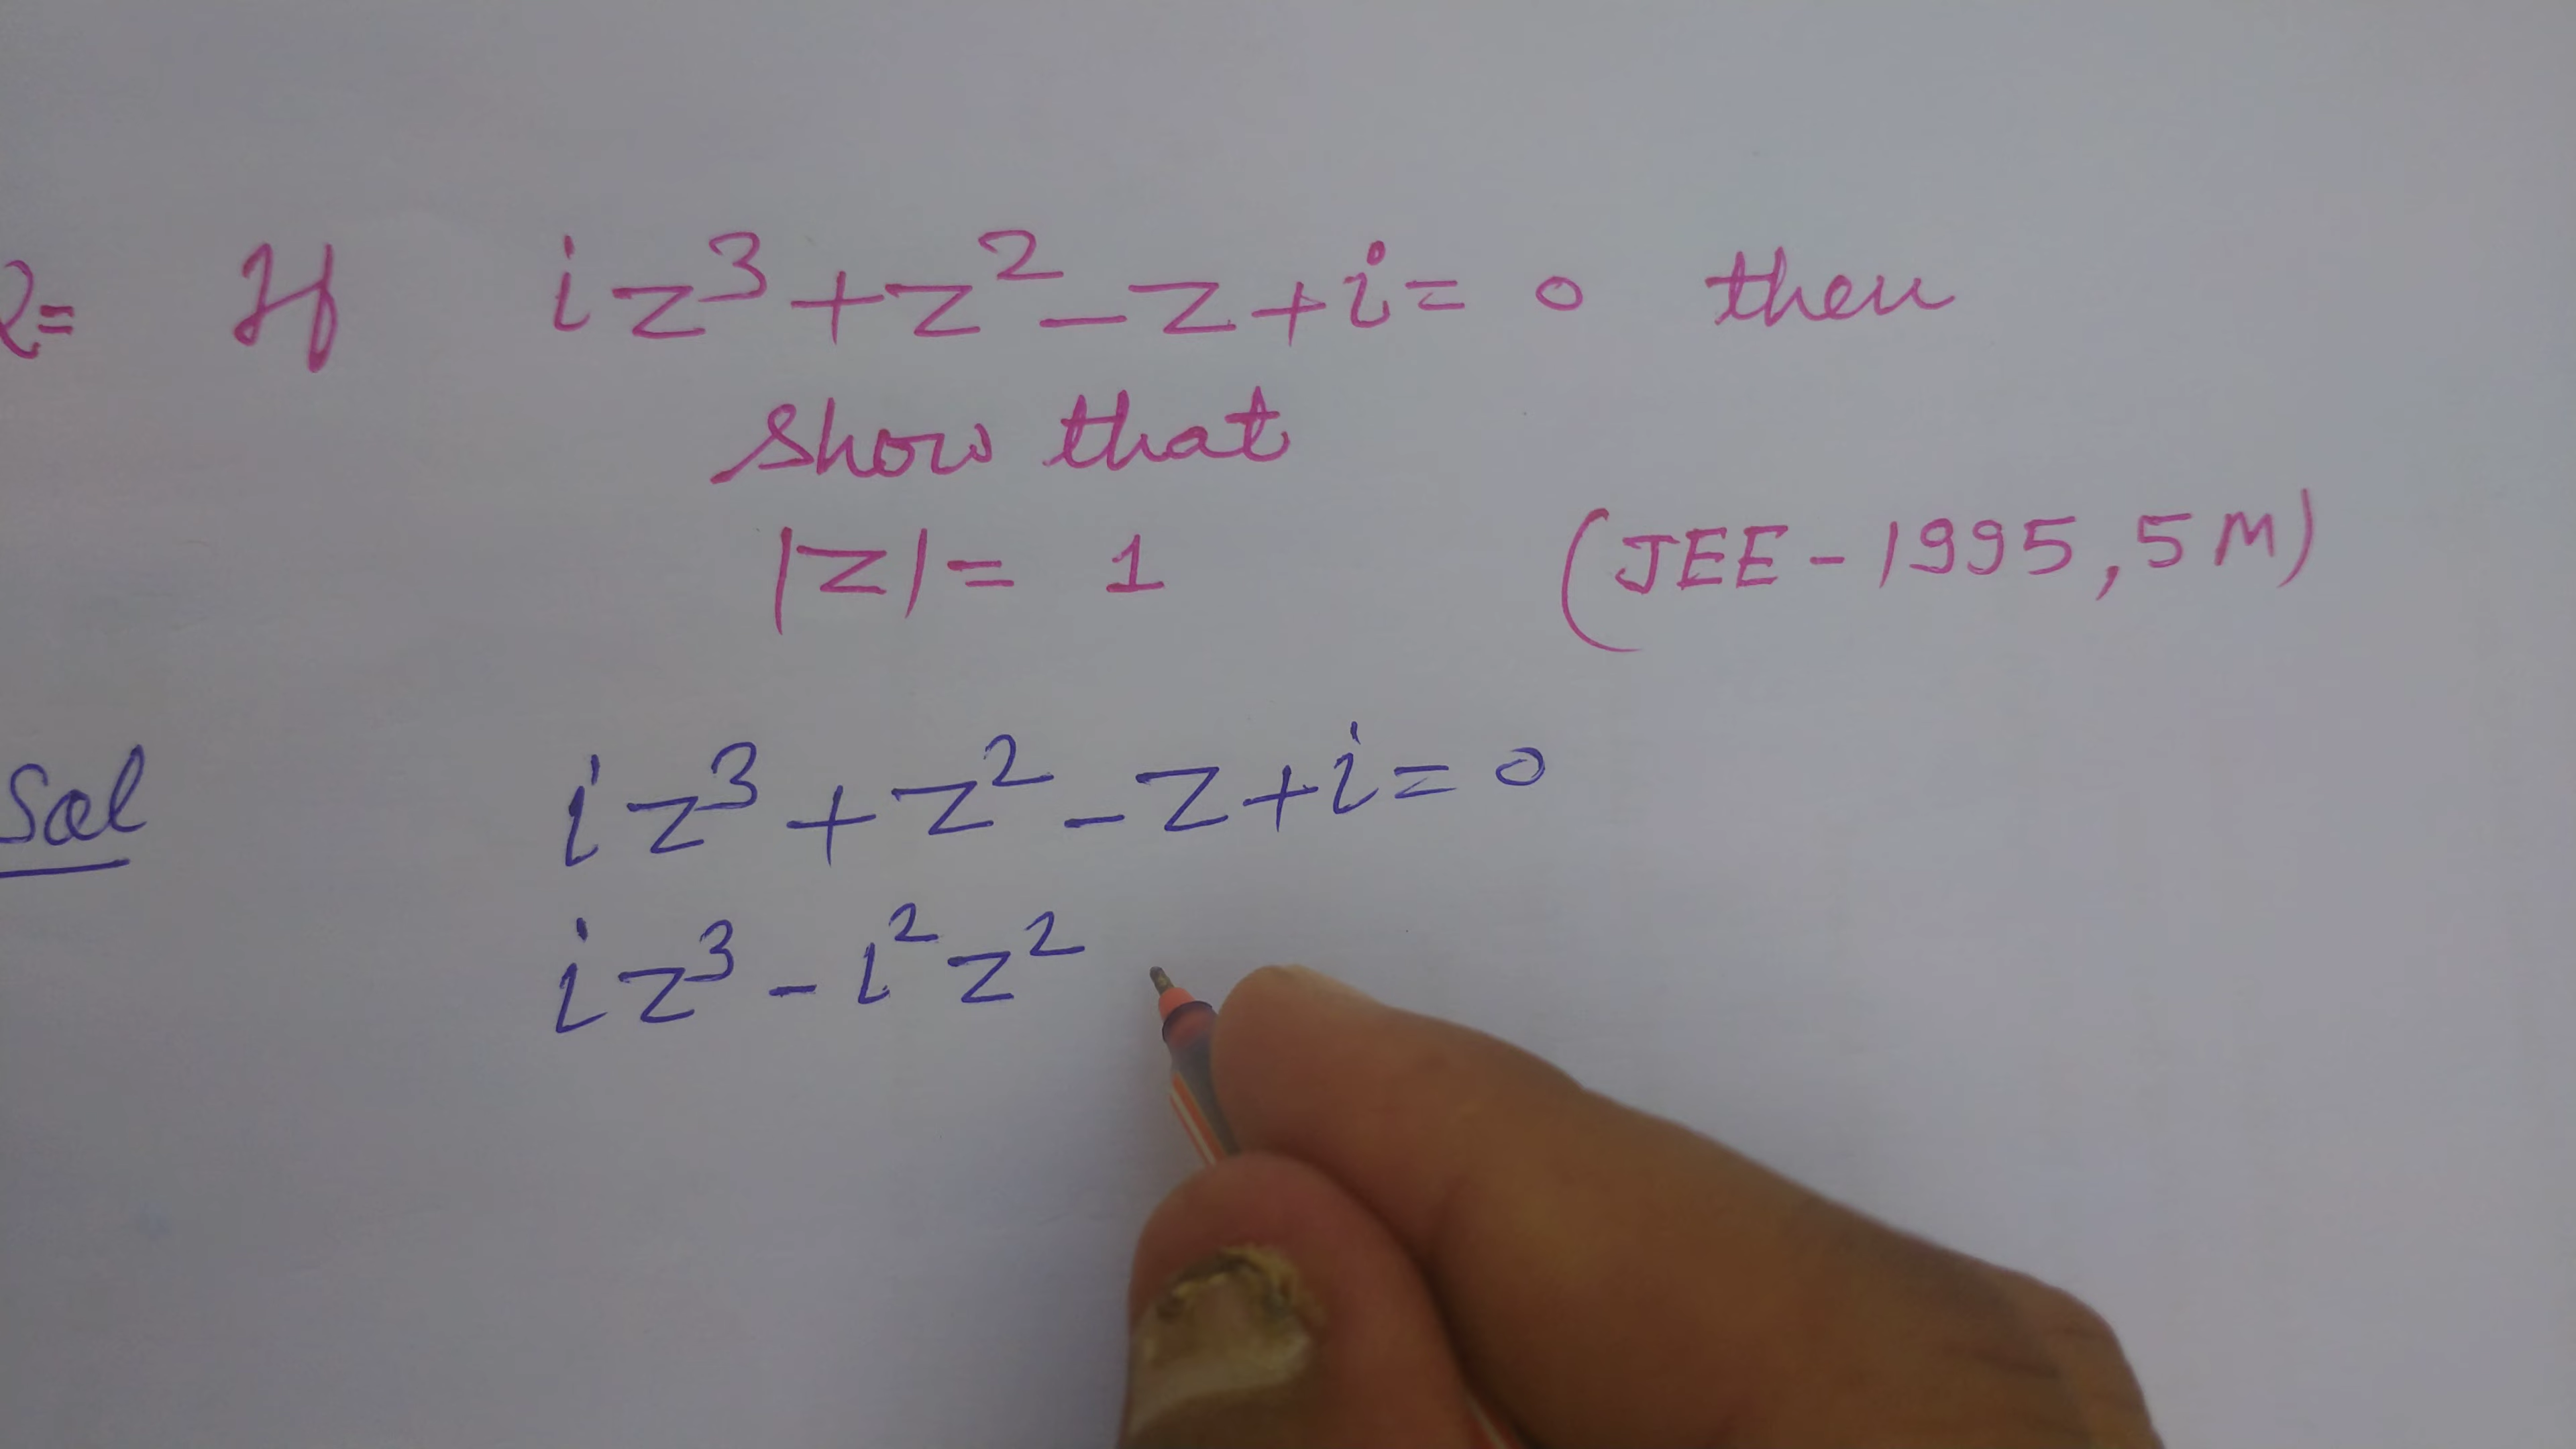 Q= If iz³+z²-z+i= 0 then
show that
|z|= 1 (JEE-1995, 5M)
Sol iz³+z²-z+i=0
iz³-i²z²